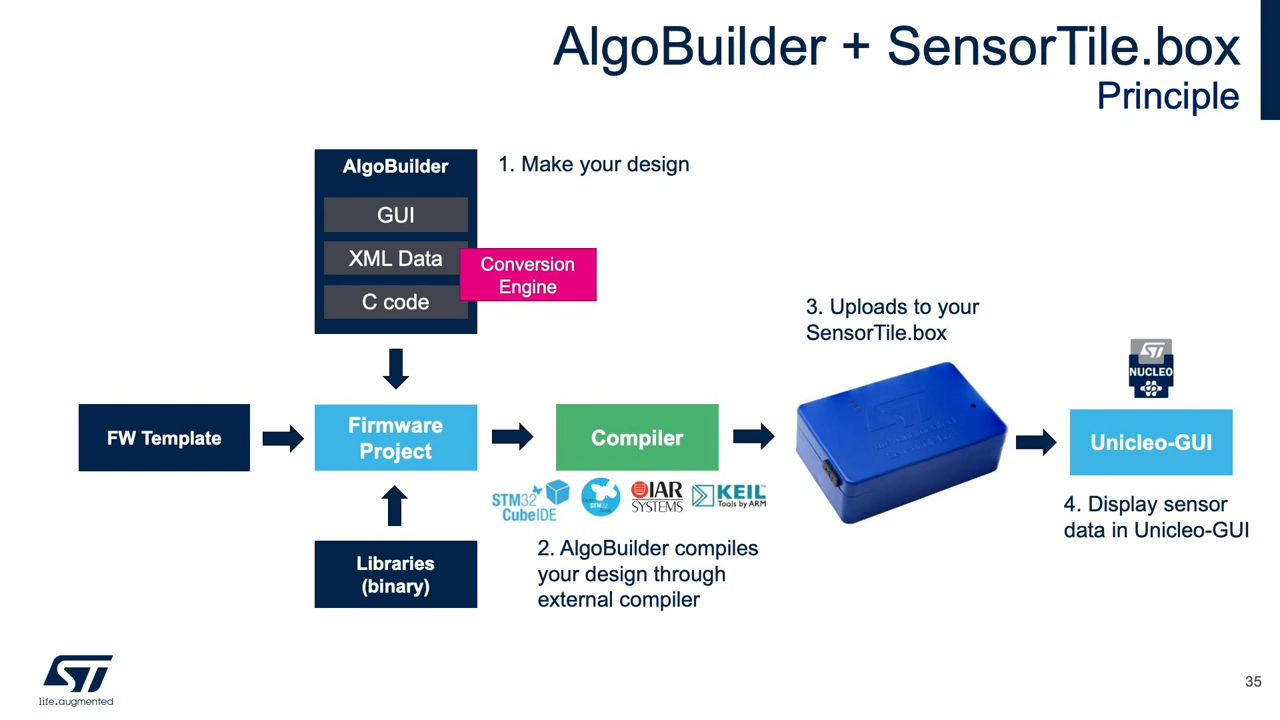 AlgoBuilder + SensorTile.box
Principle
AlgoBuilder
GUI
XML Data
C code
Conversion
Engine
1. Make your design
FW Template
Firmware
Project
Libraries
(binary)
Compiler
STM32
CubeIDE
IAR
SYSTEMS
KEIL
Tools by ARM
2. AlgoBuilder compiles
your design through
external compiler
3. Uploads to your
SensorTile.box
ST
NUCLEO
Unicleo-GUI
4. Display sensor
data in Unicleo-GUI
ST
life.augmented
35